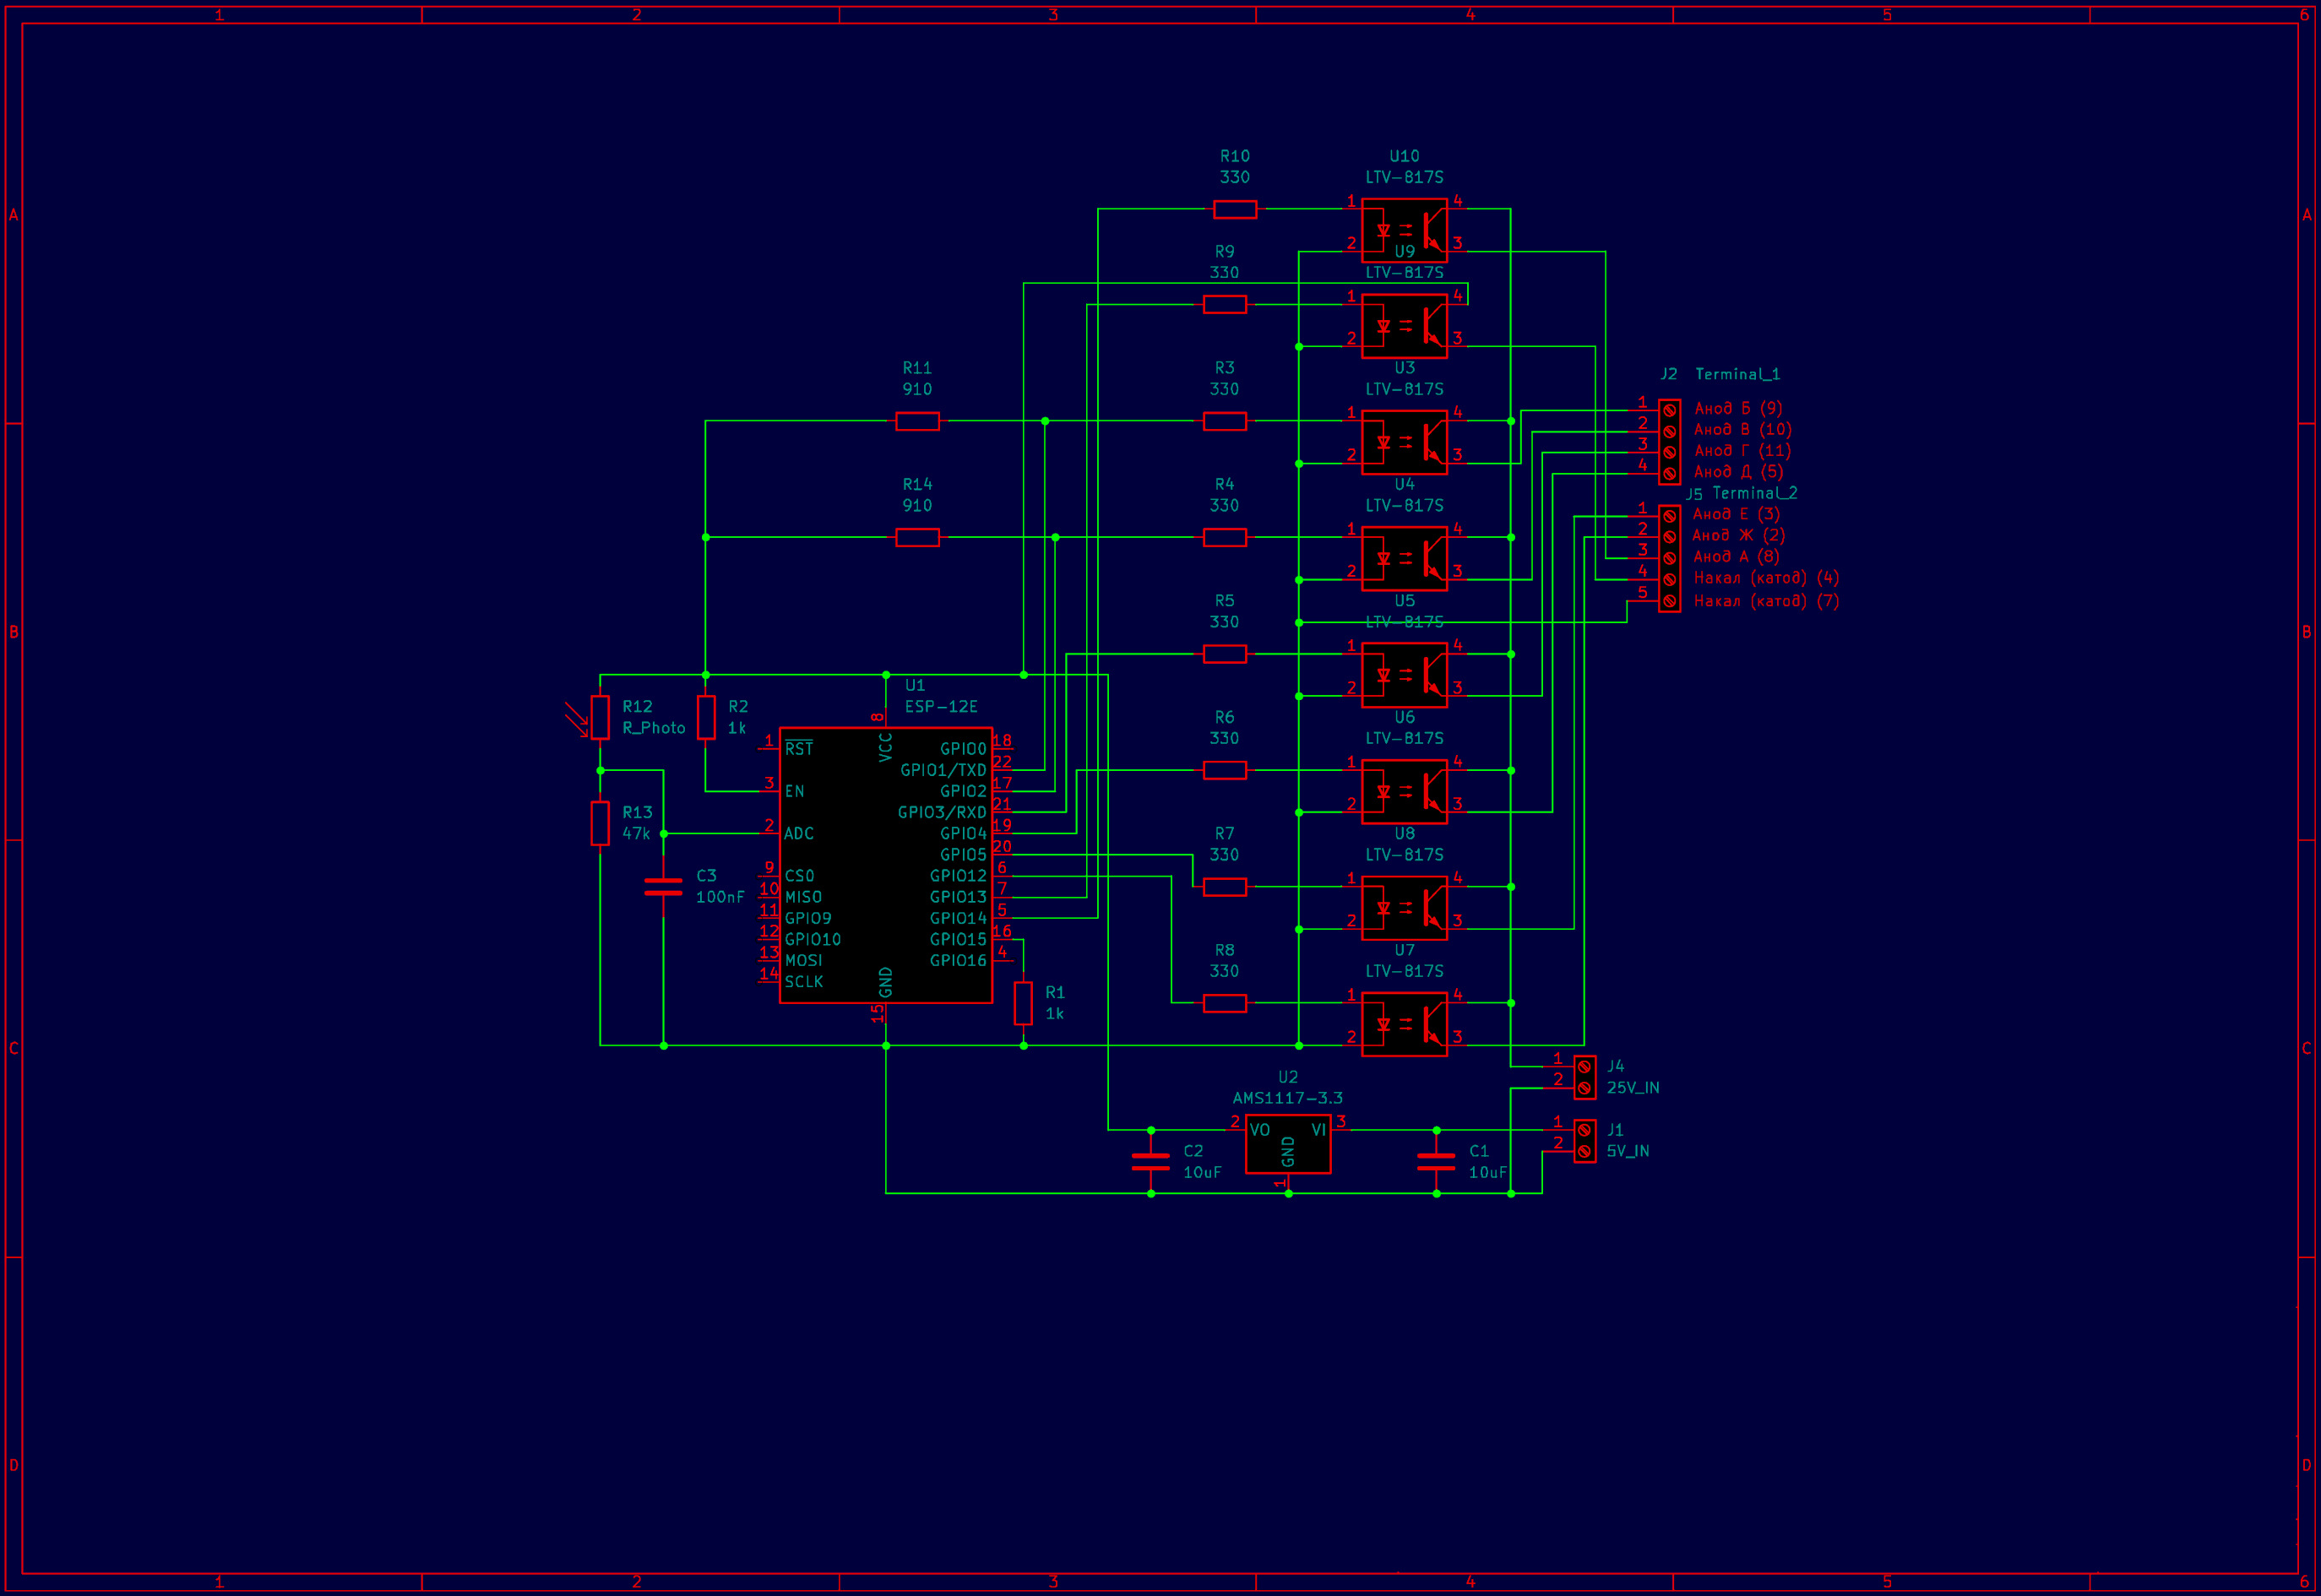 1 2 3 4 5 6
A A
R10 U10
330 LTV-817S
1 4
2 3
R9 U9
330 LTV-817S
1 4
2 3
R11 R3 U3
910 330 LTV-817S
1 4
2 3
J2 Terminal_1
1 Анод Б (9)
2 Анод В (10)
3 Анод Г (11)
4 Анод Д (5)
R14 R4 U4
910 330 LTV-817S
1 4
2 3
J5 Terminal_2
1 Анод Е (3)
2 Анод Ж (2)
3 Анод А (8)
4 Накал (катод) (4)
5 Накал (катод) (7)
B B
R5 U5
330 LTV-817S
1 4
2 3
R12
R_Photo
R2
1k
U1
ESP-12E
8 VCC
1 RST GPIO0 18
GPIO1/TXD 22
3 EN GPIO2 17
GPIO3/RXD 21
2 ADC GPIO4 19
GPIO5 20
9 CS0 GPIO12 6
10 MISO GPIO13 7
11 GPIO9 GPIO14 5
12 GPIO10 GPIO15 16
13 MOSI GPIO16 4
14 SCLK
GND 15
R13
47k
C3
100nF
R1
1k
R6 U6
330 LTV-817S
1 4
2 3
R7 U8
330 LTV-817S
1 4
2 3
R8 U7
330 LTV-817S
1 4
2 3
C C
1 J4
2 25V_IN
U2
AMS1117-3.3
2 VO VI 3
GND
1
1 J1
2 5V_IN
C2
10uF
C1
10uF
D D
1 2 3 4 5 6